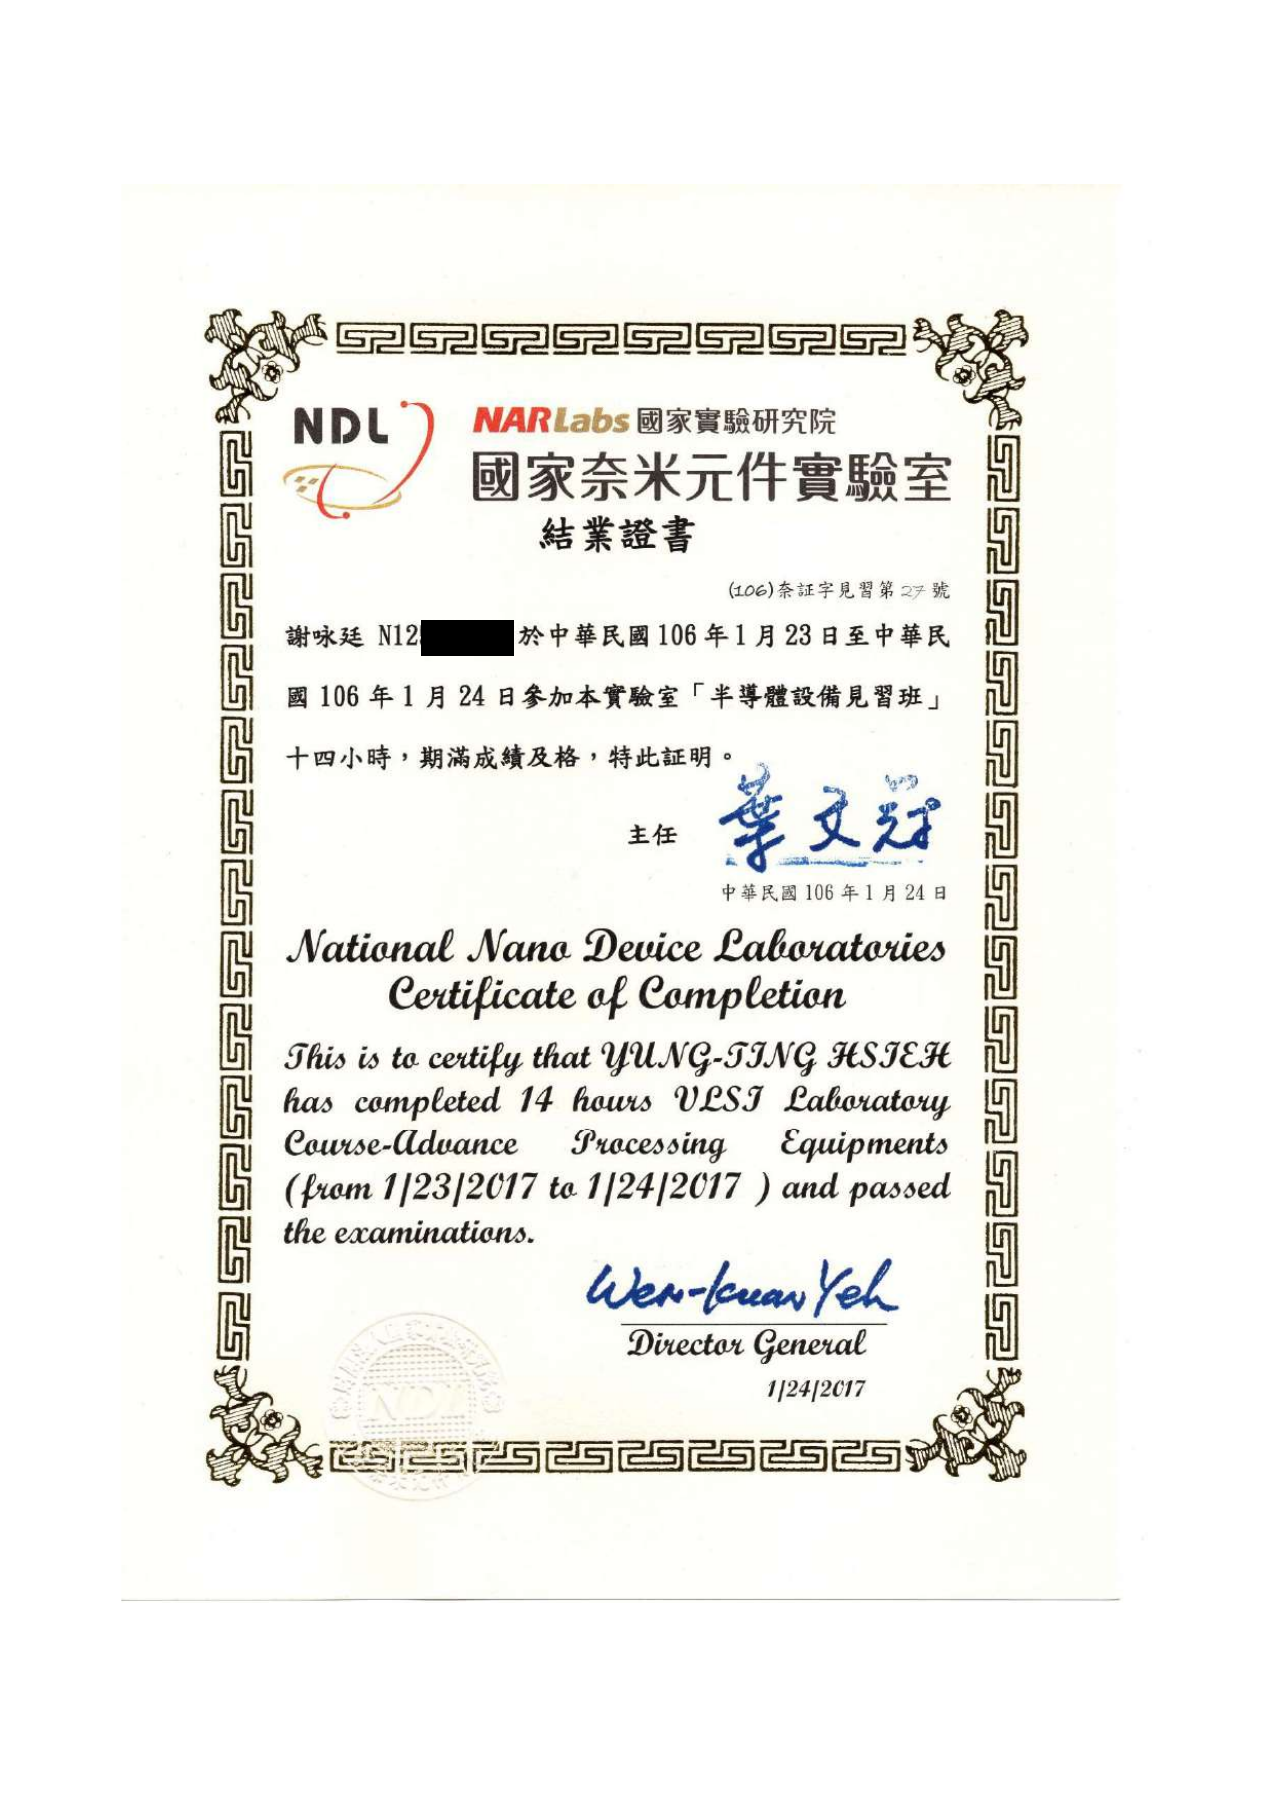 NDL
NARLabs 國家實驗研究院
國家奈米元件實驗室
結業證書
(106)奈証字見習第27號
謝咏廷 N12 於中華民國106年1月23日至中華民
國106年1月24日參加本實驗室「半導體設備見習班」
十四小時，期滿成績及格，特此証明。
主任 葉文冠
中華民國106年1月24日
National Nano Device Laboratories
Certificate of Completion
This is to certify that YUNG-TING HSIEH
has completed 14 hours VLSI Laboratory
Course-Advance Processing Equipments
(from 1/23/2017 to 1/24/2017 ) and passed
the examinations.
Wen-Kuan Yeh
Director General
1/24/2017
NDL